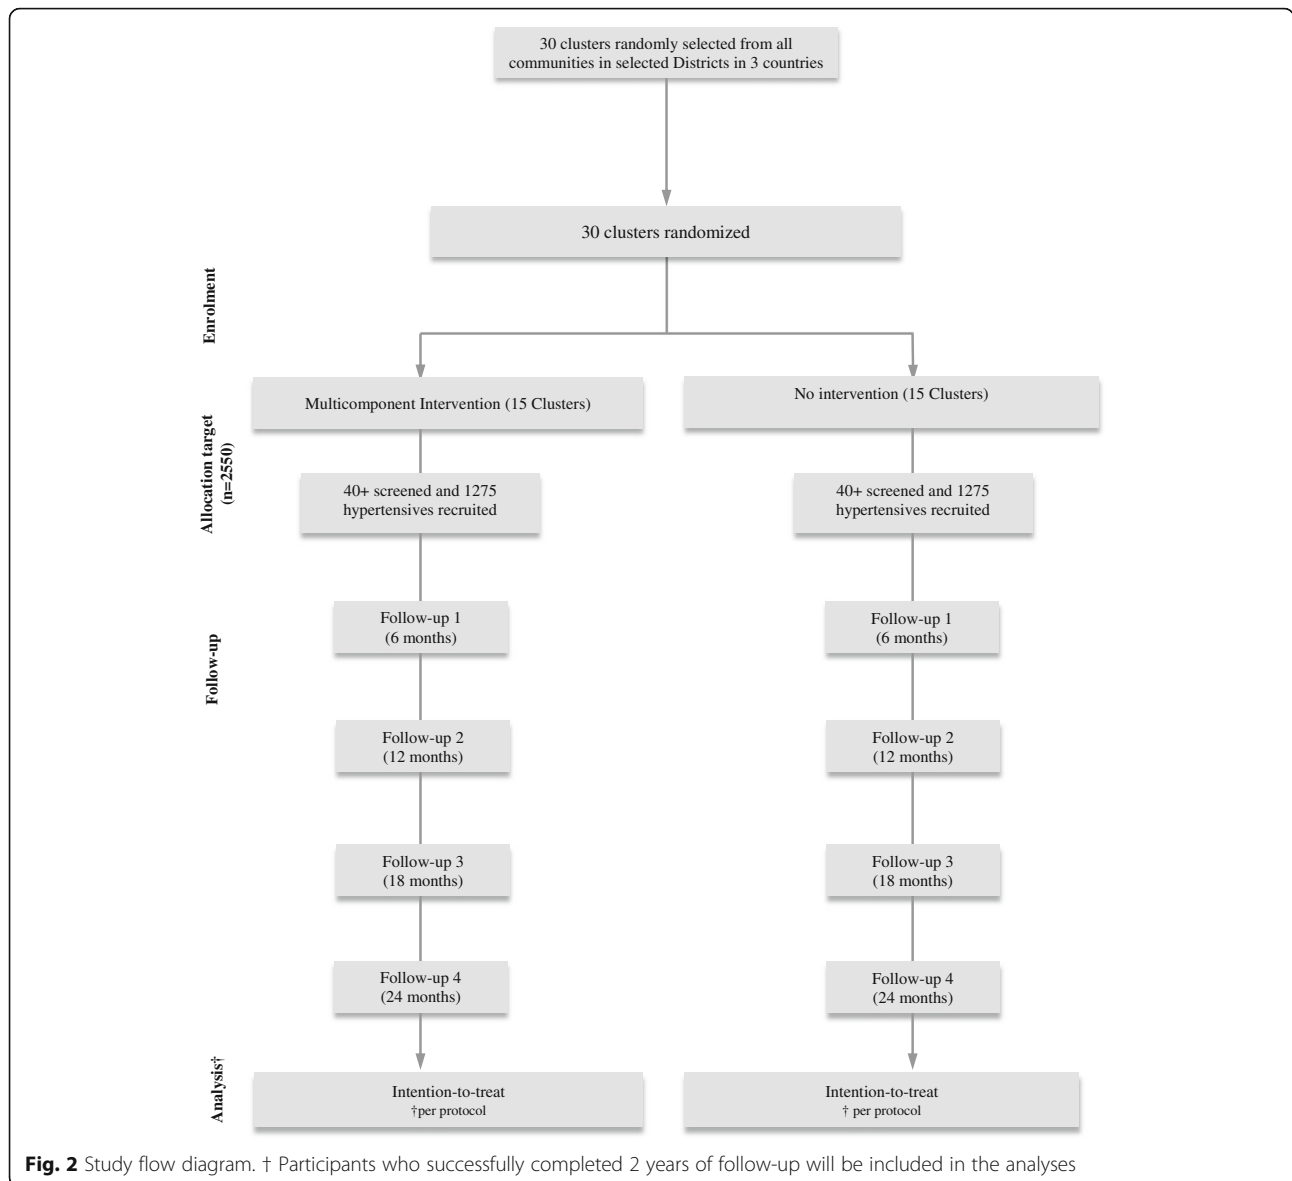 30 clusters randomly selected from all
communities in selected Districts in 3 countries
30 clusters randomized
Enrolment
Multicomponent Intervention (15 Clusters)
No intervention (15 Clusters)
Allocation target
(n=2550)
40+ screened and 1275
hypertensives recruited
40+ screened and 1275
hypertensives recruited
Follow-up
Follow-up 1
(6 months)
Follow-up 1
(6 months)
Follow-up 2
(12 months)
Follow-up 2
(12 months)
Follow-up 3
(18 months)
Follow-up 3
(18 months)
Follow-up 4
(24 months)
Follow-up 4
(24 months)
Analysis†
Intention-to-treat
†per protocol
Intention-to-treat
† per protocol
Fig. 2 Study flow diagram. † Participants who successfully completed 2 years of follow-up will be included in the analyses